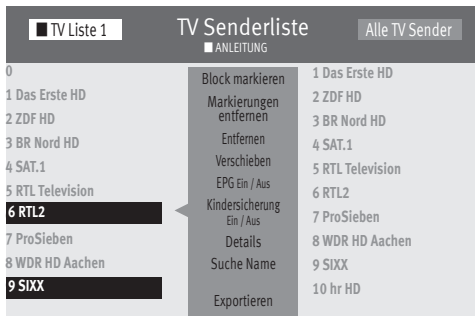 TV Liste 1
TV Senderliste
Alle TV Sender
ANLEITUNG
0
1 Das Erste HD
2 ZDF HD
3 BR Nord HD
4 SAT.1
5 RTL Television
6 RTL2
7 ProSieben
8 WDR HD Aachen
9 SIXX
Block markieren
Markierungen
entfernen
Entfernen
Verschieben
EPG Ein / Aus
Kindersicherung
Ein / Aus
Details
Suche Name
Exportieren
1 Das Erste HD
2 ZDF HD
3 BR Nord HD
4 SAT.1
5 RTL Television
6 RTL2
7 ProSieben
8 WDR HD Aachen
9 SIXX
10 hr HD